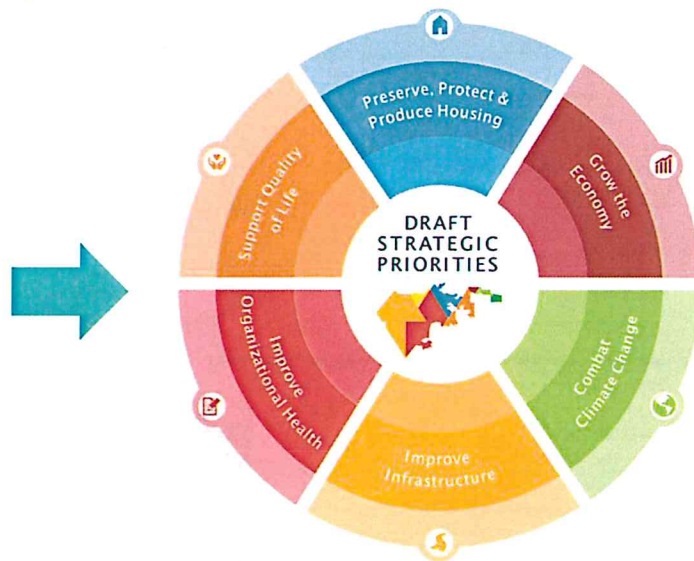 Preserve, Protect &
Produce Housing
Grow the
Economy
Combat
Climate Change
Improve
Infrastructure
Improve
Organizational Health
Support Quality
of Life
DRAFT
STRATEGIC
PRIORITIES